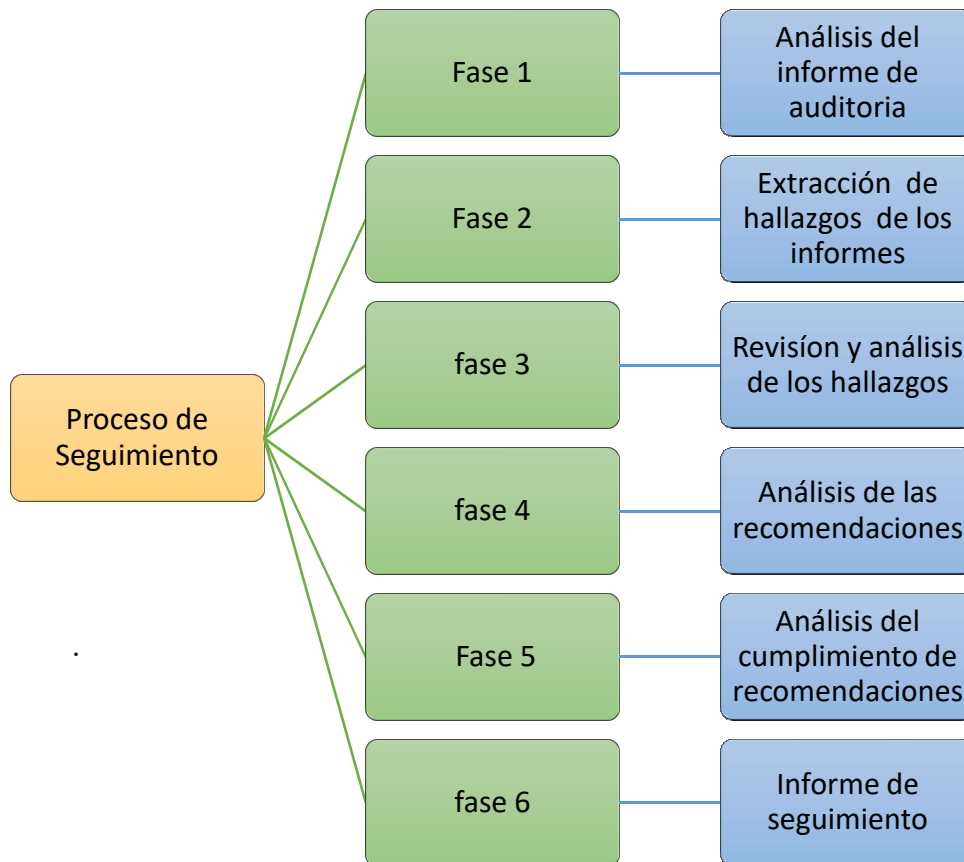 Fase 1
Análisis del
informe de
auditoria
Fase 2
Extracción de
hallazgos de los
informes
fase 3
Revisíon y análisis
de los hallazgos
Proceso de
Seguimiento
fase 4
Análisis de las
recomendaciones
.
Fase 5
Análisis del
cumplimiento de
recomendaciones
fase 6
Informe de
seguimiento